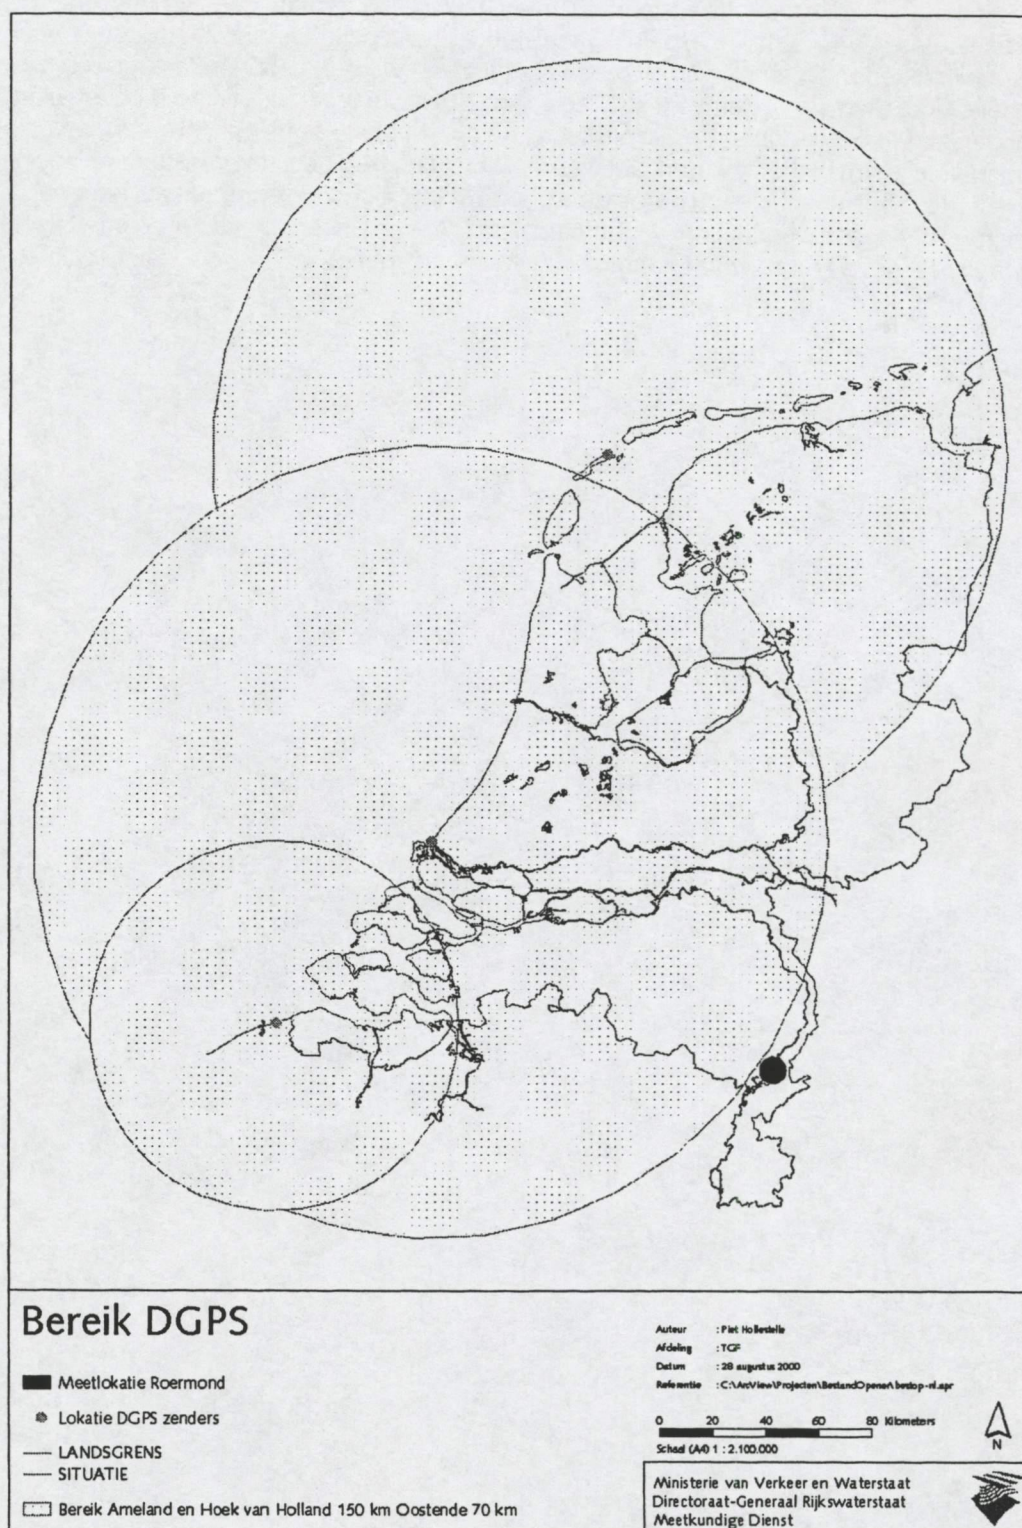 Bereik DGPS
Meetlokatie Roermond
Lokatie DGPS zenders
LANDSGRENS
SITUATIE
Bereik Ameland en Hoek van Holland 150 km Oostende 70 km
Auteur : Piet Hollestelle
Afdeling : TGF
Datum : 28 augustus 2000
Referentie : C:\ArcView\Projecten\BestandOpenen\bestop-nl.apr
0 20 40 60 80 Kilometers
Schaal (A4) 1 : 2.100.000
N
Ministerie van Verkeer en Waterstaat
Directoraat-Generaal Rijkswaterstaat
Meetkundige Dienst